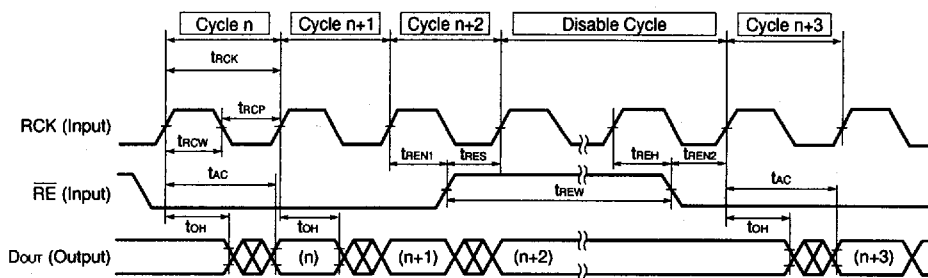 Cycle n Cycle n+1 Cycle n+2 Disable Cycle Cycle n+3
tRCK
tRCP
RCK (Input)
tRCW tREN1 tRES tREH tREN2
tAC tREW tAC
RE (Input)
tOH tOH tOH
DOUT (Output) (n) (n+1) (n+2) (n+3)